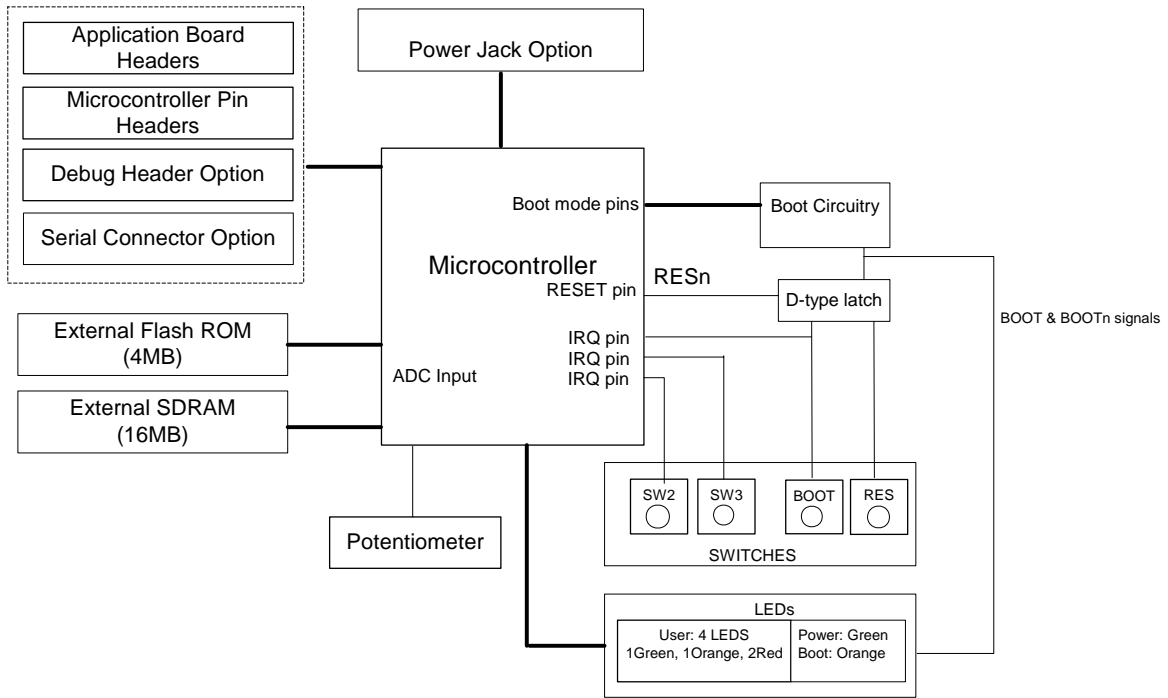 Application Board
Headers
Microcontroller Pin
Headers
Debug Header Option
Serial Connector Option
Power Jack Option
Boot mode pins
Boot Circuitry
Microcontroller
RESn
RESET pin
D-type latch
BOOT & BOOTn signals
External Flash ROM
(4MB)
IRQ pin
IRQ pin
IRQ pin
ADC Input
External SDRAM
(16MB)
Potentiometer
SW2
SW3
BOOT
RES
SWITCHES
LEDs
User: 4 LEDS
1Green, 1Orange, 2Red
Power: Green
Boot: Orange